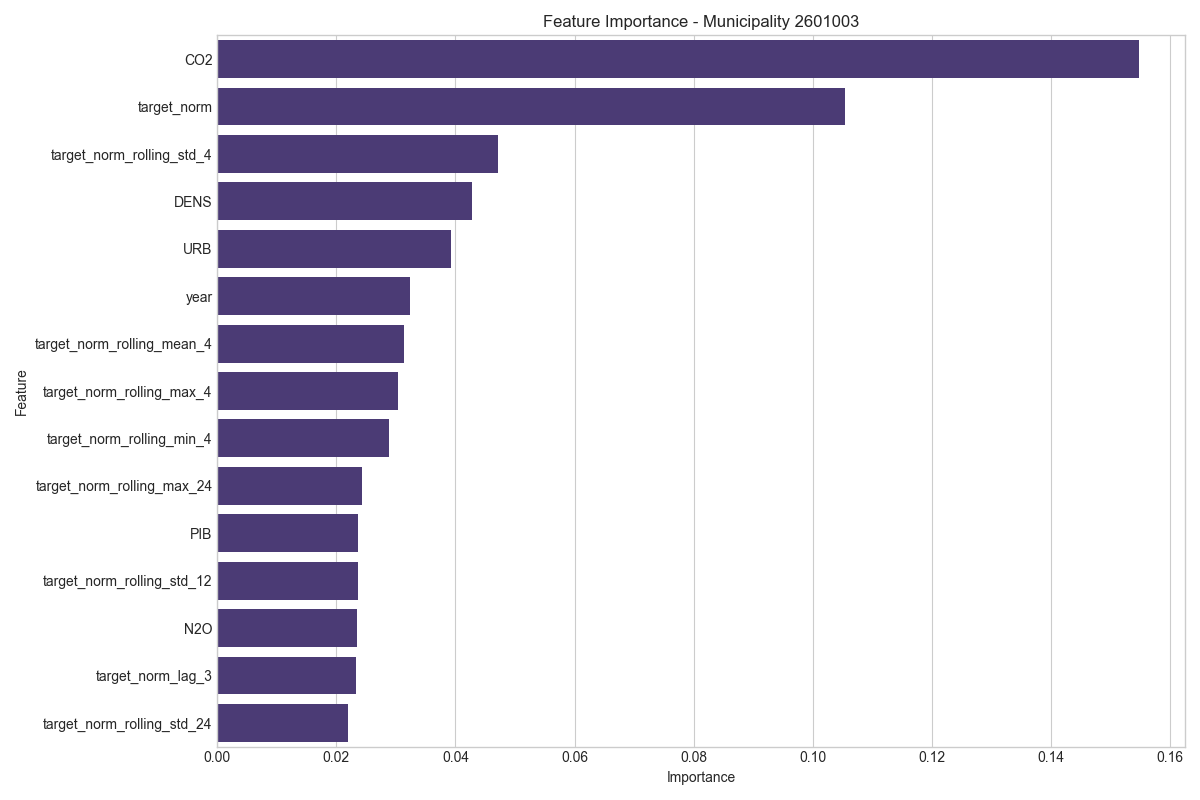 Feature Importance - Municipality 2601003
Feature
CO2
target_norm
target_norm_rolling_std_4
DENS
URB
year
target_norm_rolling_mean_4
target_norm_rolling_max_4
target_norm_rolling_min_4
target_norm_rolling_max_24
PIB
target_norm_rolling_std_12
N2O
target_norm_lag_3
target_norm_rolling_std_24
0.00 0.02 0.04 0.06 0.08 0.10 0.12 0.14 0.16
Importance